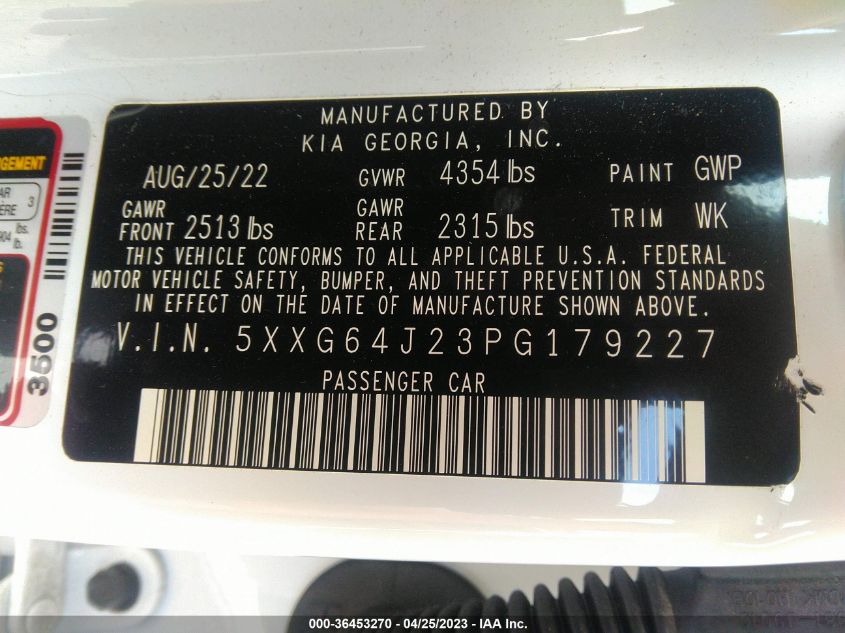 MANUFACTURED BY
KIA GEORGIA, INC.
AUG/25/22 GVWR 4354 lbs PAINT GWP
GAWR FRONT 2513 lbs GAWR REAR 2315 lbs TRIM WK
THIS VEHICLE CONFORMS TO ALL APPLICABLE U.S.A. FEDERAL
MOTOR VEHICLE SAFETY, BUMPER, AND THEFT PREVENTION STANDARDS
IN EFFECT ON THE DATE OF MANUFACTURE SHOWN ABOVE.
V.I.N. 5XXG64J23PG179227
PASSENGER CAR
3
lbs.
lb.
3500
000-36453270 - 04/25/2023 - IAA Inc.